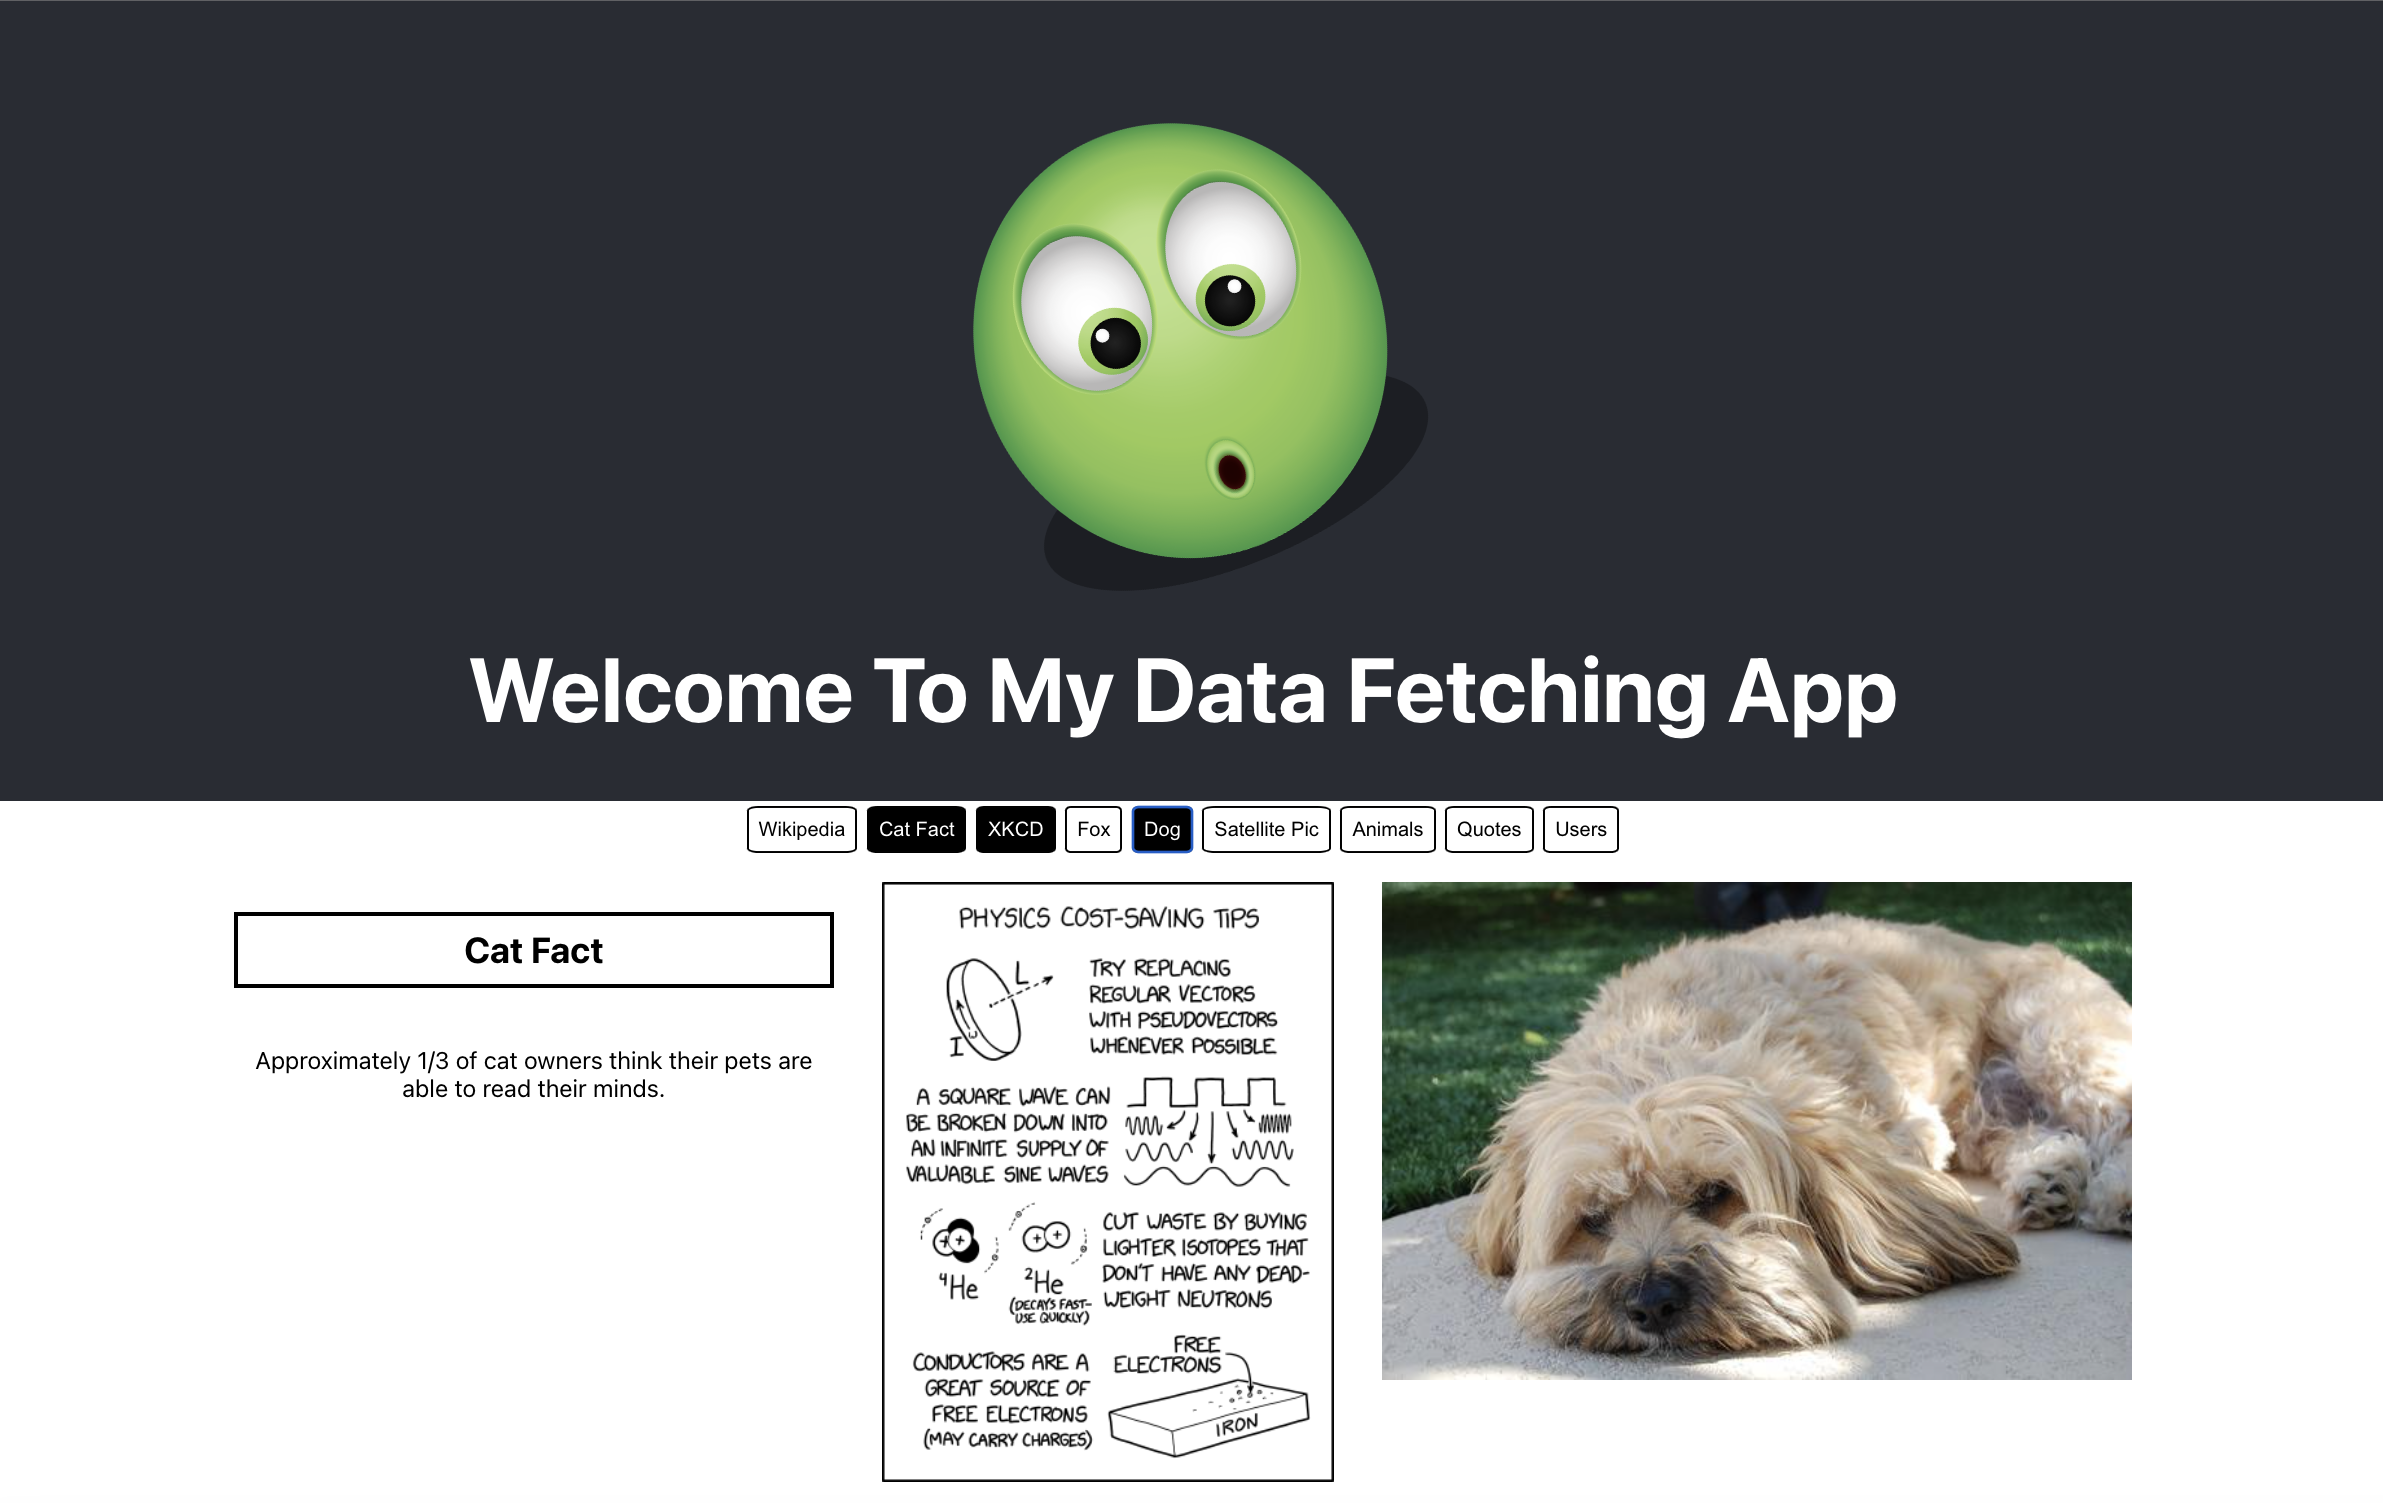 Welcome To My Data Fetching App
Wikipedia Cat Fact XKCD Fox Dog Satellite Pic Animals Quotes Users
Cat Fact
Approximately 1/3 of cat owners think their pets are
able to read their minds.
PHYSICS COST-SAVING TIPS
L
I
TRY REPLACING
REGULAR VECTORS
WITH PSEUDOVECTORS
WHENEVER POSSIBLE
A SQUARE WAVE CAN
BE BROKEN DOWN INTO
AN INFINITE SUPPLY OF
VALUABLE SINE WAVES
⁴He
²He
(DECAYS FAST-
USE QUICKLY)
CUT WASTE BY BUYING
LIGHTER ISOTOPES THAT
DON'T HAVE ANY DEAD-
WEIGHT NEUTRONS
CONDUCTORS ARE A
GREAT SOURCE OF
FREE ELECTRONS
(MAY CARRY CHARGES)
FREE
ELECTRONS
IRON